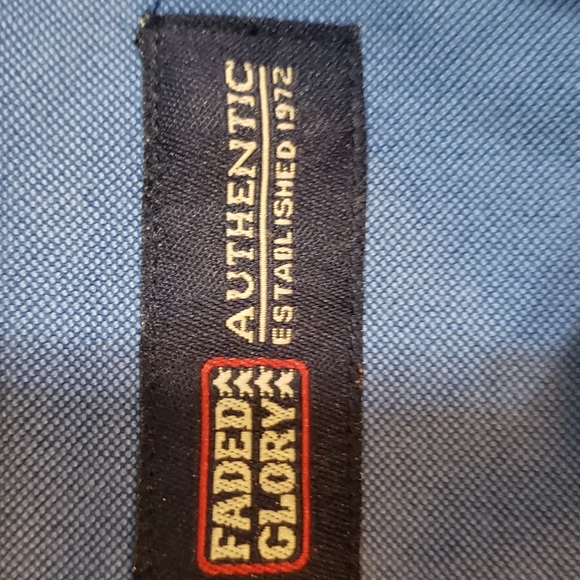 FADED
GLORY
AUTHENTIC
ESTABLISHED 1972